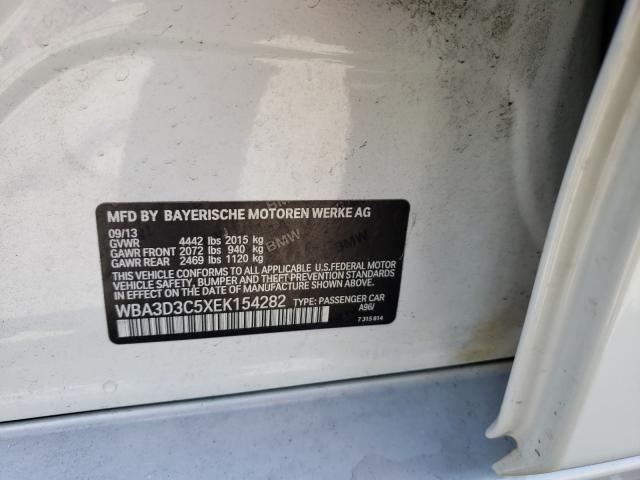 MFD BY BAYERISCHE MOTOREN WERKE AG
09/13
GVWR 4442 lbs 2015 kg
GAWR FRONT 2072 lbs 940 kg
GAWR REAR 2469 lbs 1120 kg
THIS VEHICLE CONFORMS TO ALL APPLICABLE U.S.FEDERAL MOTOR
VEHICLE SAFETY, BUMPER AND THEFT PREVENTION STANDARDS
IN EFFECT ON THE DATE OF MANUFACTURE SHOWN ABOVE.
WBA3D3C5XEK154282 TYPE: PASSENGER CAR
A96/
7 315 814
BMW
BMW